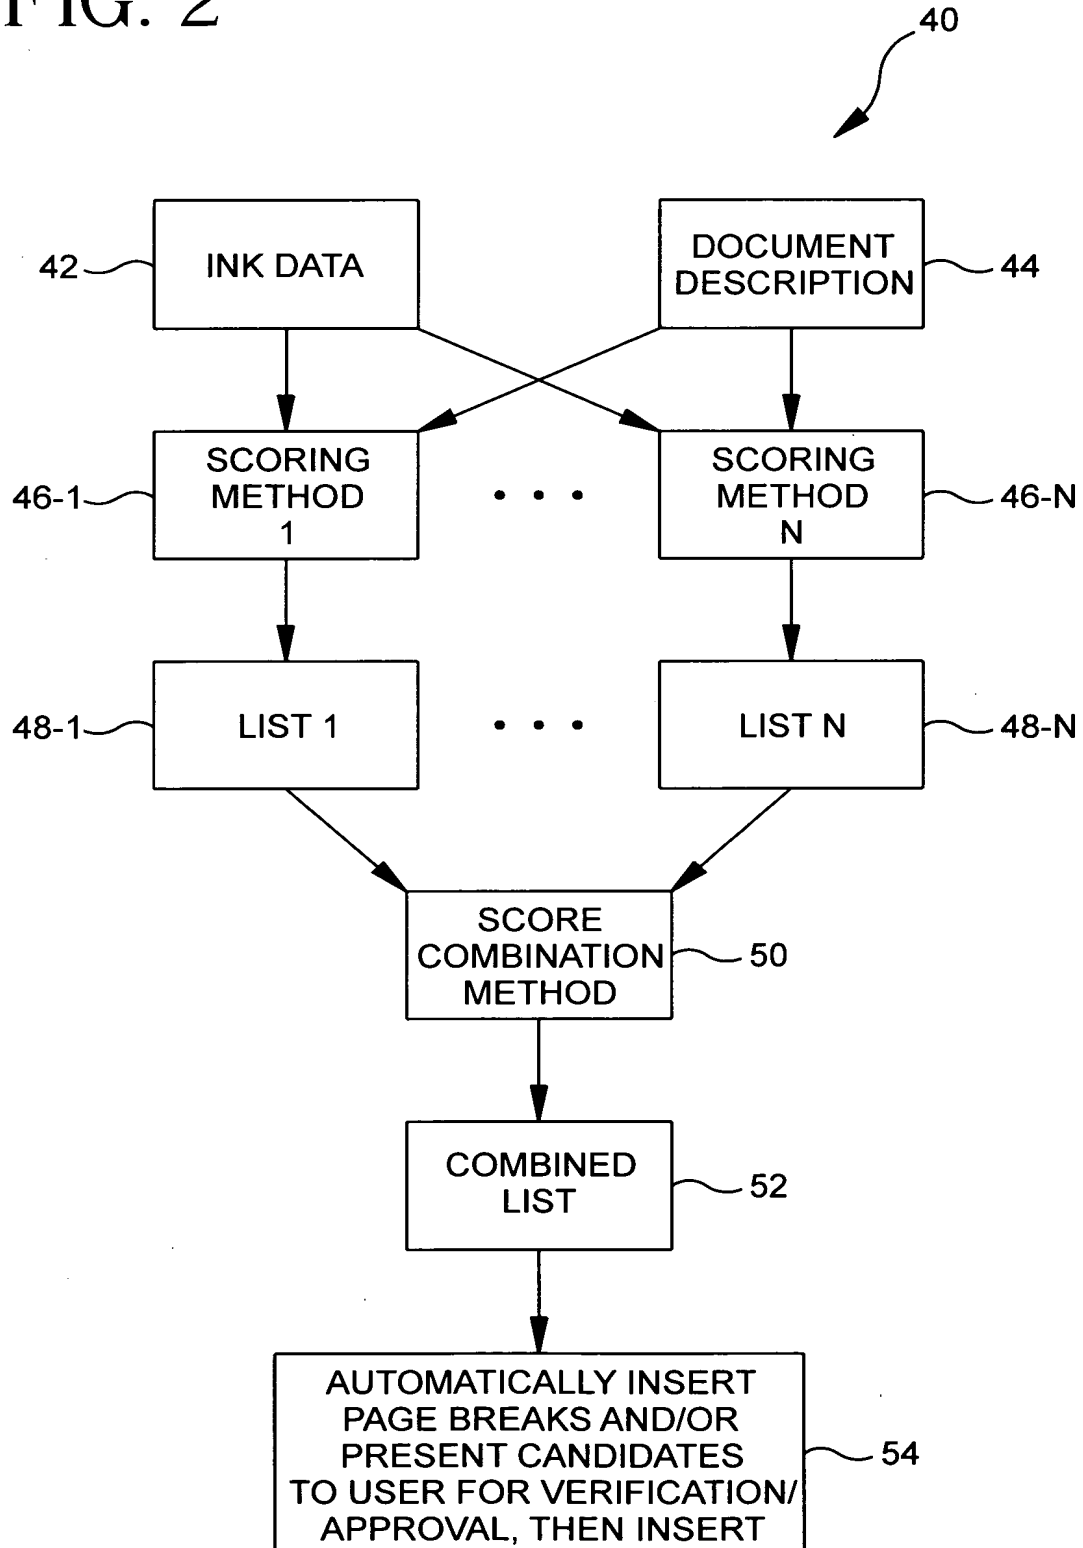 FIG. 2
40
INK DATA
42
DOCUMENT
DESCRIPTION
44
SCORING
METHOD
1
46-1
. . .
SCORING
METHOD
N
46-N
LIST 1
48-1
. . .
LIST N
48-N
SCORE
COMBINATION
METHOD
50
COMBINED
LIST
52
AUTOMATICALLY INSERT
PAGE BREAKS AND/OR
PRESENT CANDIDATES
TO USER FOR VERIFICATION/
APPROVAL, THEN INSERT
54